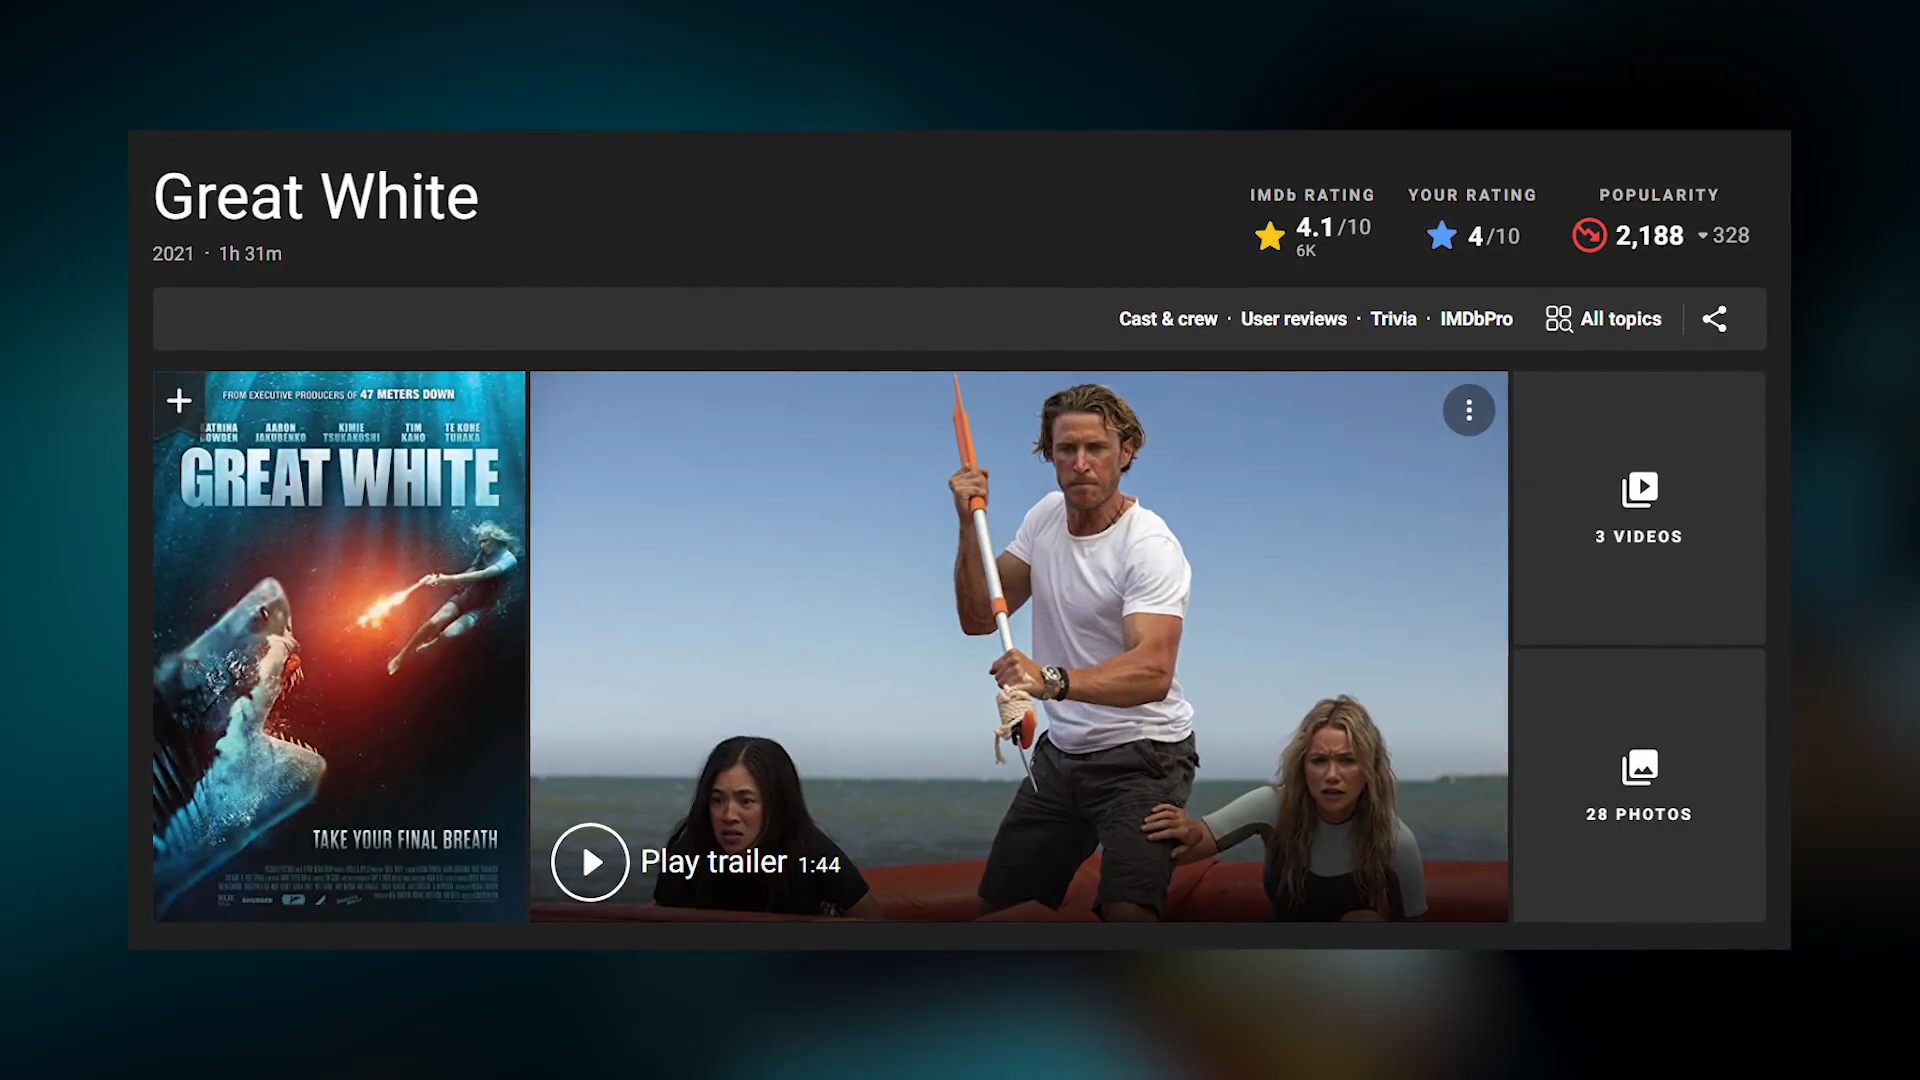 Great White
2021 · 1h 31m
IMDb RATING
4.1/10
6K
YOUR RATING
4/10
POPULARITY
2,188
328
Cast & crew · User reviews · Trivia · IMDbPro
All topics
FROM EXECUTIVE PRODUCERS OF 47 METERS DOWN
AARON JAKUBENKO
KIMIE TSUKAKOSHI
TIM KANO
TE KOHE TUHAKA
GREAT WHITE
TAKE YOUR FINAL BREATH
SHUDDER
Play trailer 1:44
3 VIDEOS
28 PHOTOS